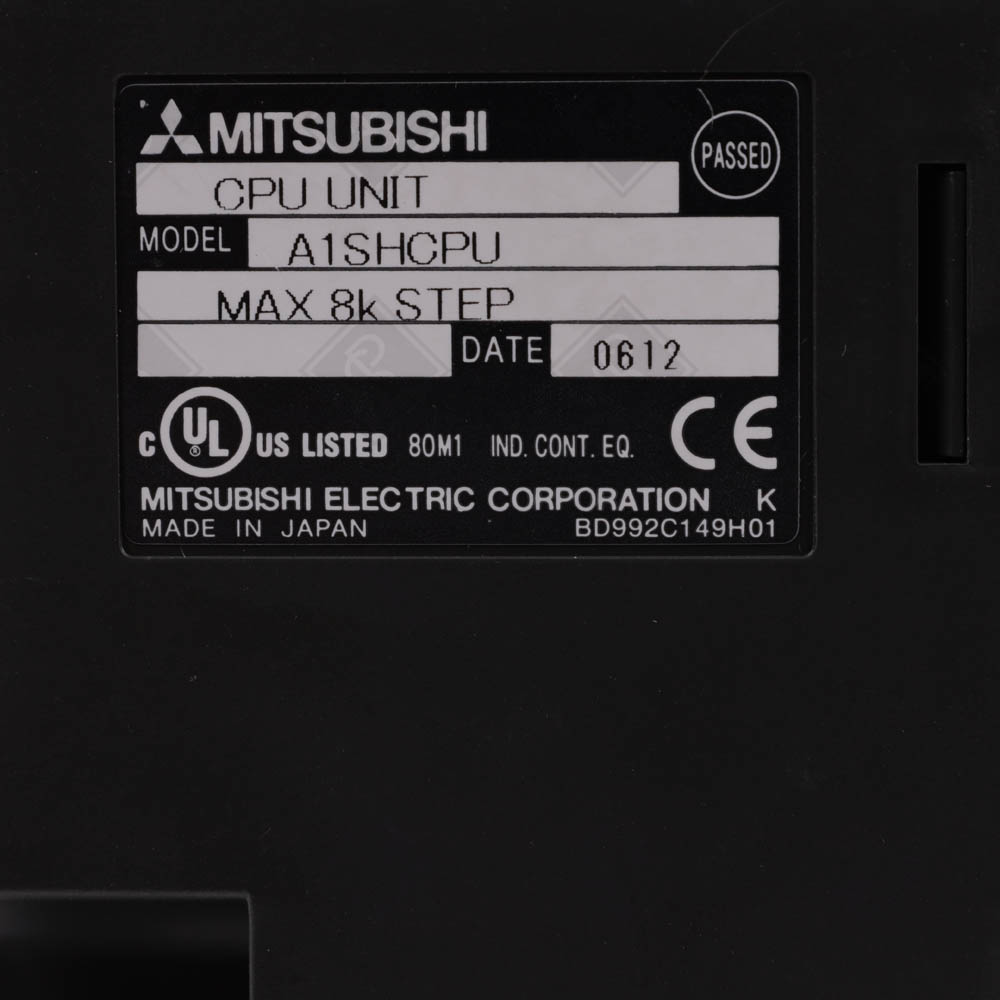 MITSUBISHI
PASSED
CPU UNIT
MODEL A1SHCPU
MAX 8k STEP
DATE 0612
C UL® US LISTED 80M1 IND. CONT. EQ. CE
MITSUBISHI ELECTRIC CORPORATION K
MADE IN JAPAN BD992C149H01